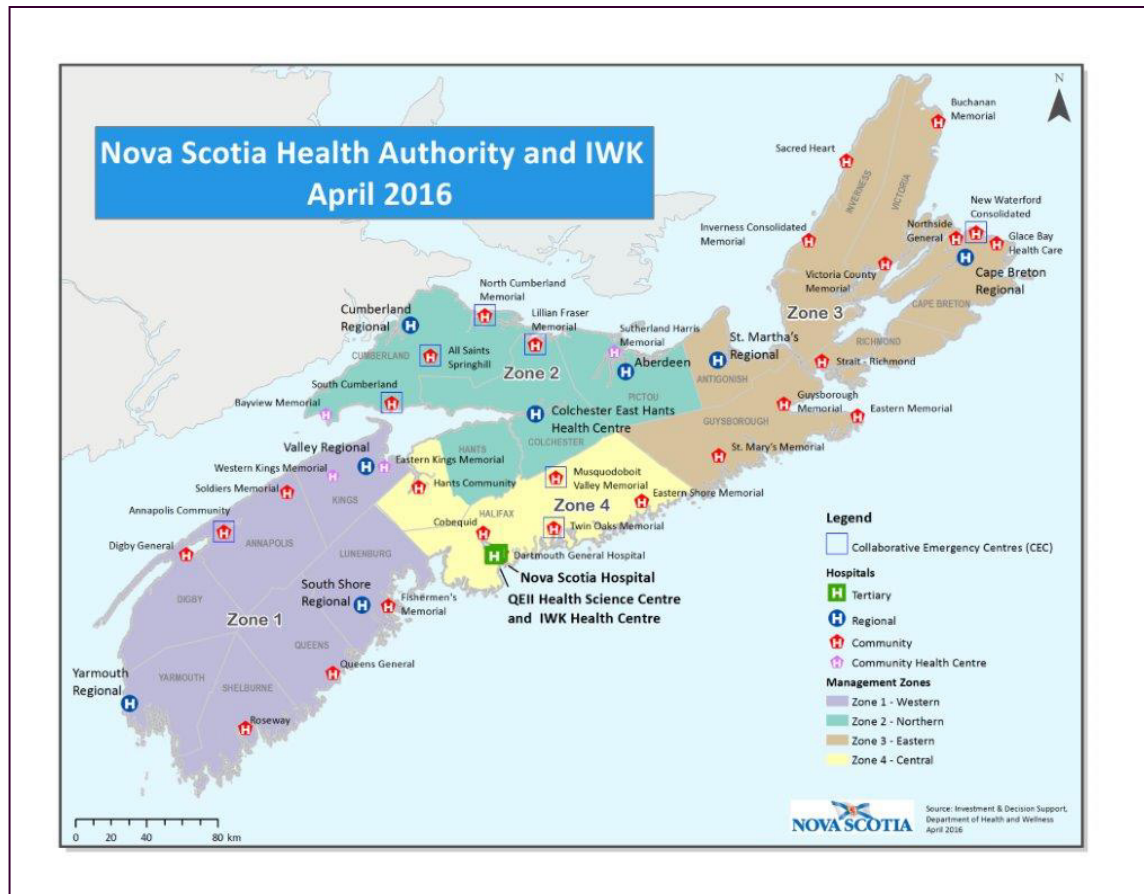 Nova Scotia Health Authority and IWK
April 2016
N
Buchanan
Memorial
Sacred Heart
INVERNESS
VICTORIA
New Waterford
Consolidated
Northside
General
Glace Bay
Health Care
Inverness Consolidated
Memorial
Victoria County
Memorial
Cape Breton
Regional
CAPE BRETON
Zone 3
RICHMOND
North Cumberland
Memorial
Cumberland
Regional
Lillian Fraser
Memorial
Sutherland Harris
Memorial
St. Martha's
Regional
CUMBERLAND
All Saints
Springhill
Zone 2
Aberdeen
Strait - Richmond
ANTIGONISH
PICTOU
South Cumberland
Bayview Memorial
Guysborough
Memorial
Eastern Memorial
Colchester East Hants
Health Centre
COLCHESTER
GUYSBOROUGH
HANTS
St. Mary's Memorial
Valley Regional
Eastern Kings Memorial
Western Kings Memorial
Hants Community
Musquodoboit
Valley Memorial
Soldiers Memorial
KINGS
Eastern Shore Memorial
Zone 4
HALIFAX
Annapolis Community
Cobequid
Twin Oaks Memorial
Digby General
ANNAPOLIS
LUNENBURG
Dartmouth General Hospital
Nova Scotia Hospital
QEII Health Science Centre
and IWK Health Centre
South Shore
Regional
Fishermen's
Memorial
DIGBY
Zone 1
QUEENS
Queens General
Yarmouth
Regional
YARMOUTH
SHELBURNE
Roseway
Legend
Collaborative Emergency Centres (CEC)
Hospitals
H Tertiary
H Regional
H Community
H Community Health Centre
Management Zones
Zone 1 - Western
Zone 2 - Northern
Zone 3 - Eastern
Zone 4 - Central
0 20 40 80 km
NOVA SCOTIA
Source: Investment & Decision Support,
Department of Health and Wellness
April 2016